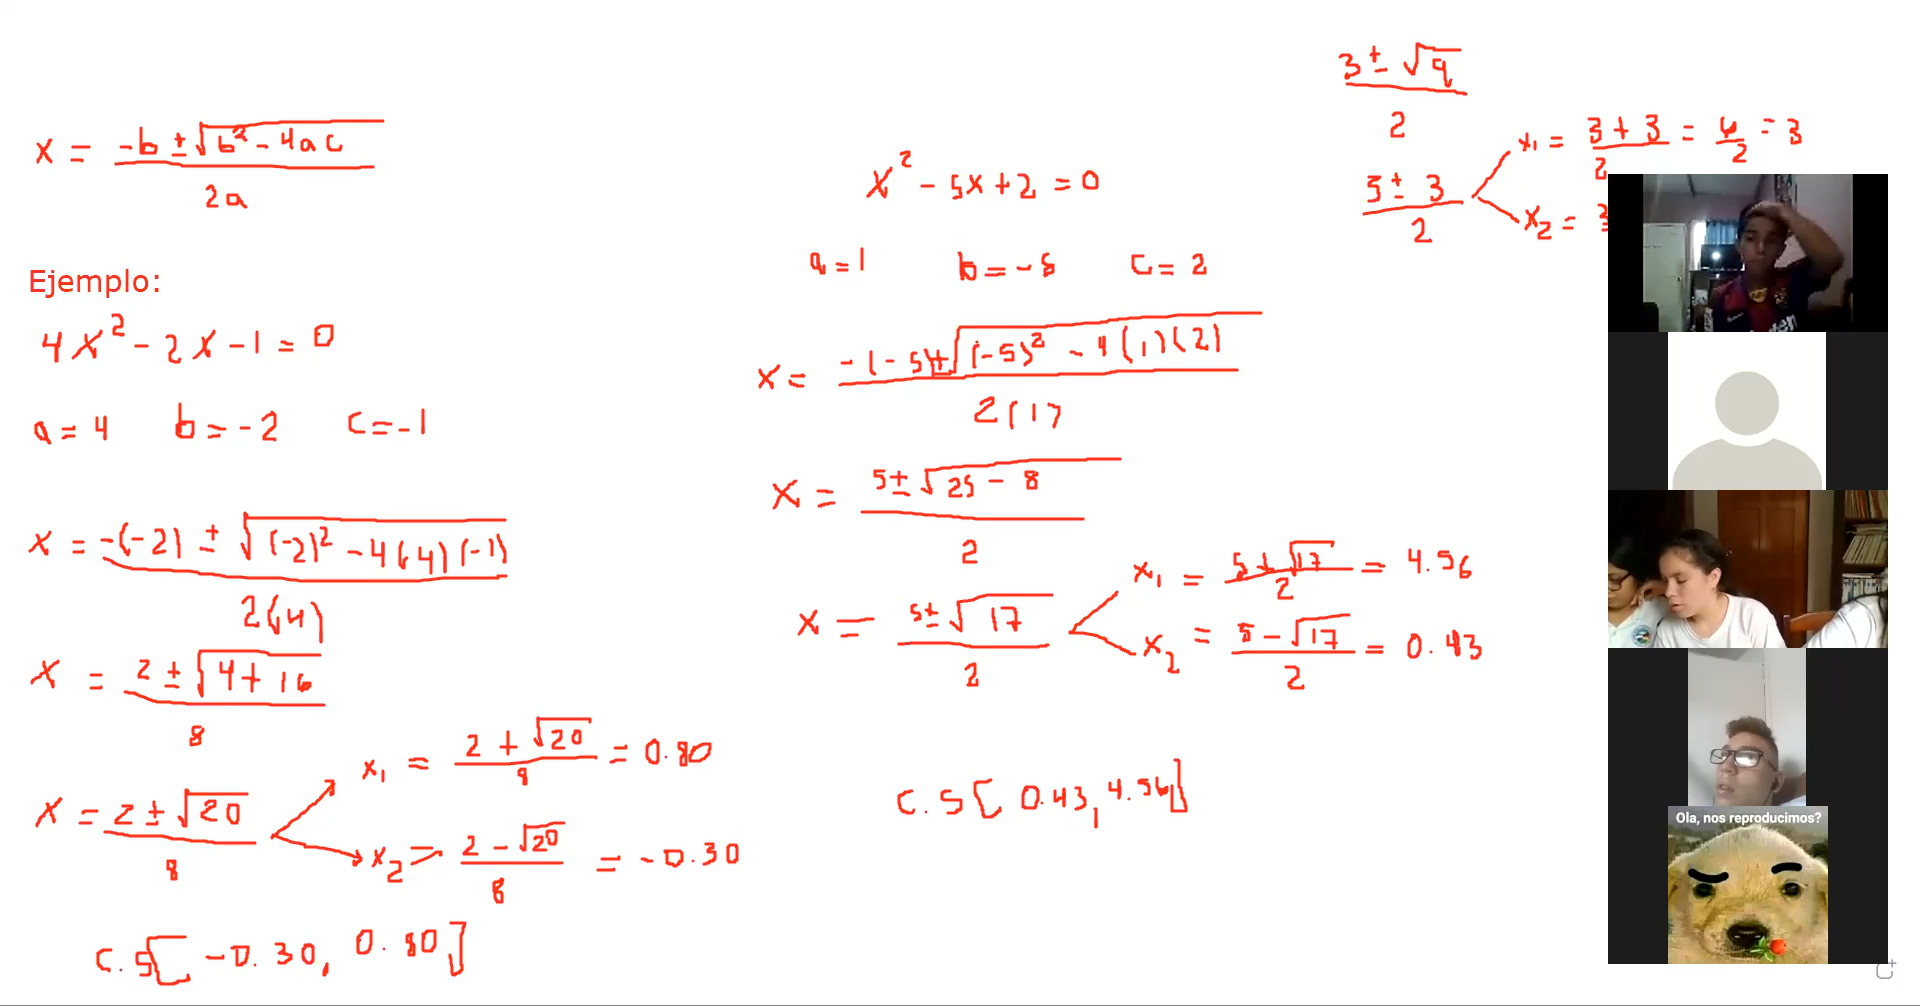 x = (-b ± √(b² - 4ac)) / 2a
Ejemplo:
4x² - 2x - 1 = 0
a = 4 b = -2 c = -1
x = (-(-2) ± √((-2)² - 4(4)(-1))) / 2(4)
x = (2 ± √(4 + 16)) / 8
x = (2 ± √20) / 8
x₁ = (2 + √20) / 8 = 0.80
x₂ = (2 - √20) / 8 = -0.30
C.S [-0.30, 0.80]
x² - 5x + 2 = 0
a = 1 b = -5 c = 2
x = (-(-5) ± √((-5)² - 4(1)(2))) / 2(1)
x = (5 ± √(25 - 8)) / 2
x = (5 ± √17) / 2
x₁ = (5 + √17) / 2 = 4.56
x₂ = (5 - √17) / 2 = 0.43
C.S [0.43, 4.56]
(3 ± √9) / 2
(3 ± 3) / 2
x₁ = (3 + 3) / 2 = 6/2 = 3
x₂ = 3
Ola, nos reproducimos?